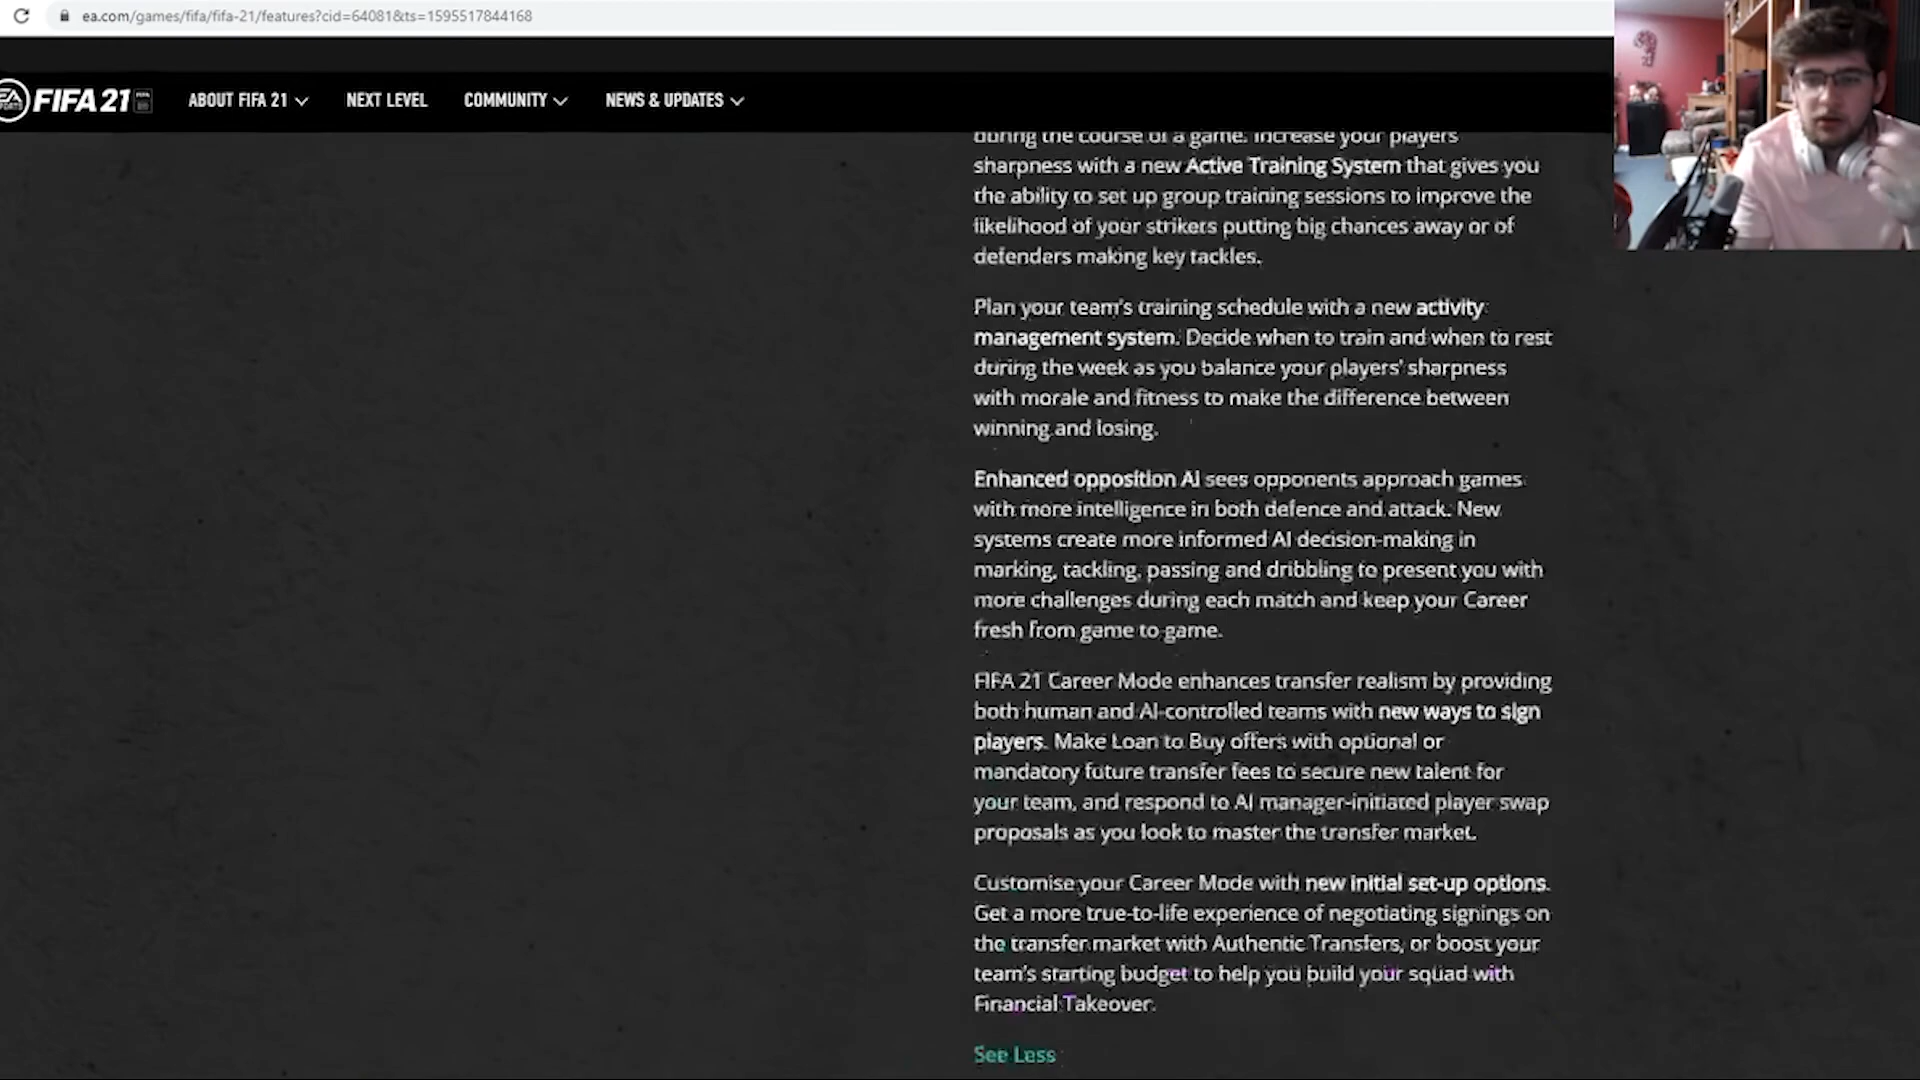 ea.com/games/fifa/fifa-21/features?cid=64081&ts=1595517844168
EA SPORTS FIFA 21 ABOUT FIFA 21 NEXT LEVEL COMMUNITY NEWS & UPDATES
during the course of a game. Increase your players
sharpness with a new Active Training System that gives you
the ability to set up group training sessions to improve the
likelihood of your strikers putting big chances away or of
defenders making key tackles.
Plan your team's training schedule with a new activity
management system. Decide when to train and when to rest
during the week as you balance your players' sharpness
with morale and fitness to make the difference between
winning and losing.
Enhanced opposition AI sees opponents approach games
with more intelligence in both defence and attack. New
systems create more informed AI decision-making in
marking, tackling, passing and dribbling to present you with
more challenges during each match and keep your Career
fresh from game to game.
FIFA 21 Career Mode enhances transfer realism by providing
both human and AI-controlled teams with new ways to sign
players. Make Loan to Buy offers with optional or
mandatory future transfer fees to secure new talent for
your team, and respond to AI manager-initiated player swap
proposals as you look to master the transfer market.
Customise your Career Mode with new initial set-up options.
Get a more true-to-life experience of negotiating signings on
the transfer market with Authentic Transfers, or boost your
team's starting budget to help you build your squad with
Financial Takeover.
See Less